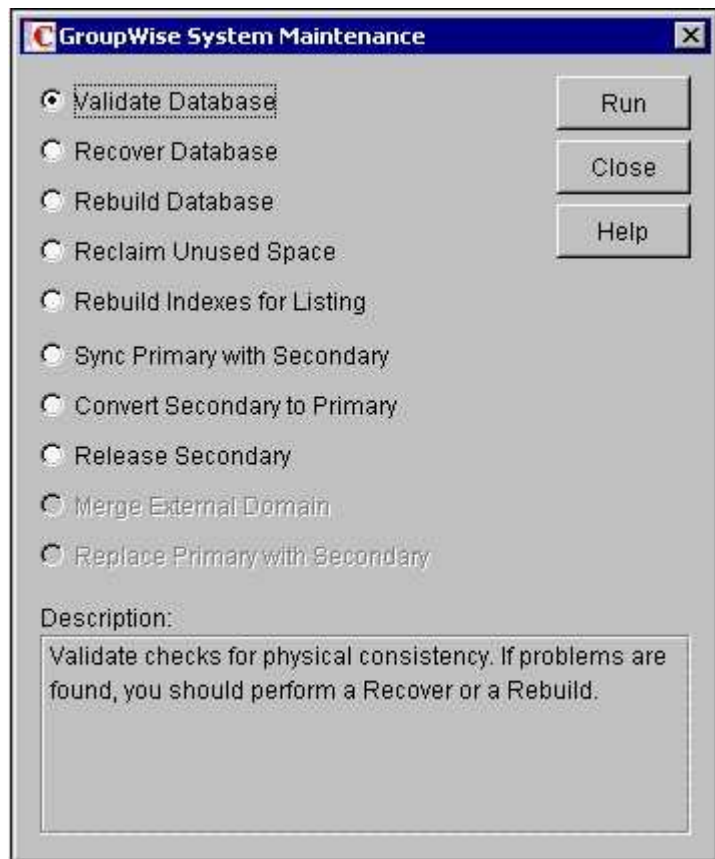 GroupWise System Maintenance
Validate Database
Recover Database
Rebuild Database
Reclaim Unused Space
Rebuild Indexes for Listing
Sync Primary with Secondary
Convert Secondary to Primary
Release Secondary
Merge External Domain
Replace Primary with Secondary
Run
Close
Help
Description:
Validate checks for physical consistency. If problems are
found, you should perform a Recover or a Rebuild.